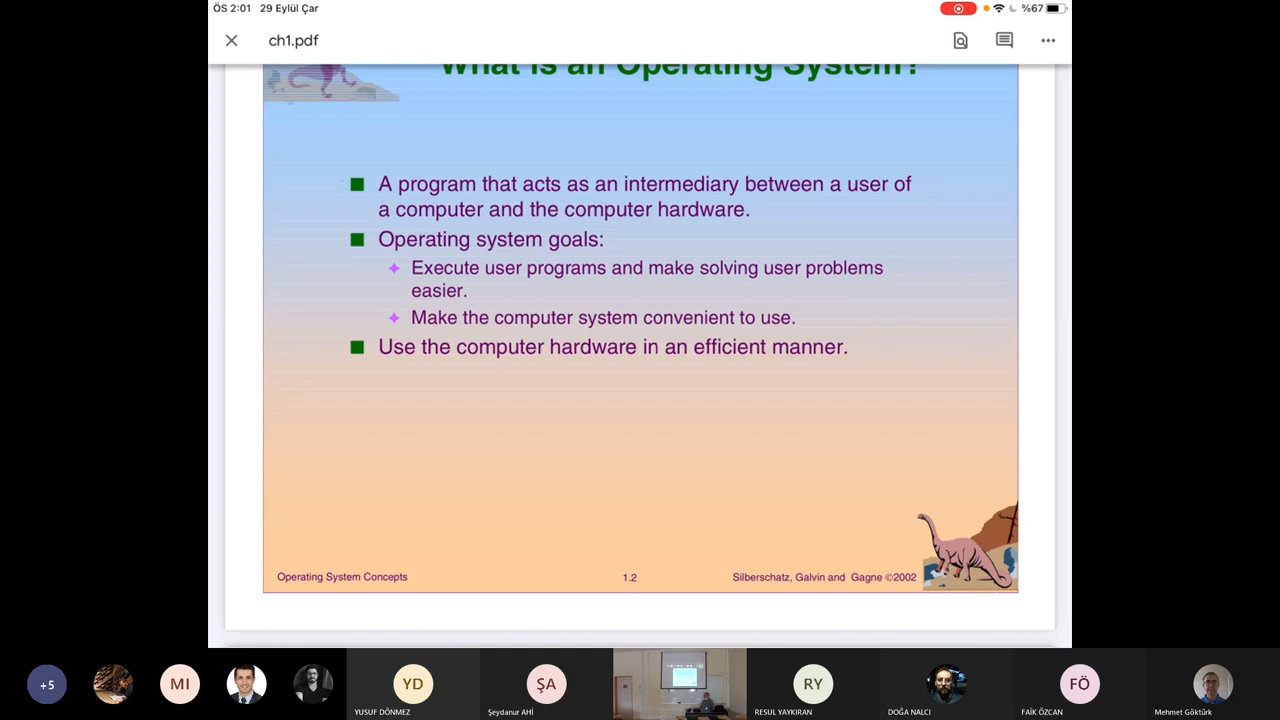 ÖS 2:01 29 Eylül Çar
%67
ch1.pdf
What is an Operating System?
A program that acts as an intermediary between a user of
a computer and the computer hardware.
Operating system goals:
Execute user programs and make solving user problems
easier.
Make the computer system convenient to use.
Use the computer hardware in an efficient manner.
Operating System Concepts
1.2
Silberschatz, Galvin and Gagne ©2002
+5
MI
YD
ŞA
RY
FÖ
YUSUF DÖNMEZ
Şeydanur AHİ
RESUL YAYKIRAN
DOĞA NALCI
FAİK ÖZCAN
Mehmet Göktürk